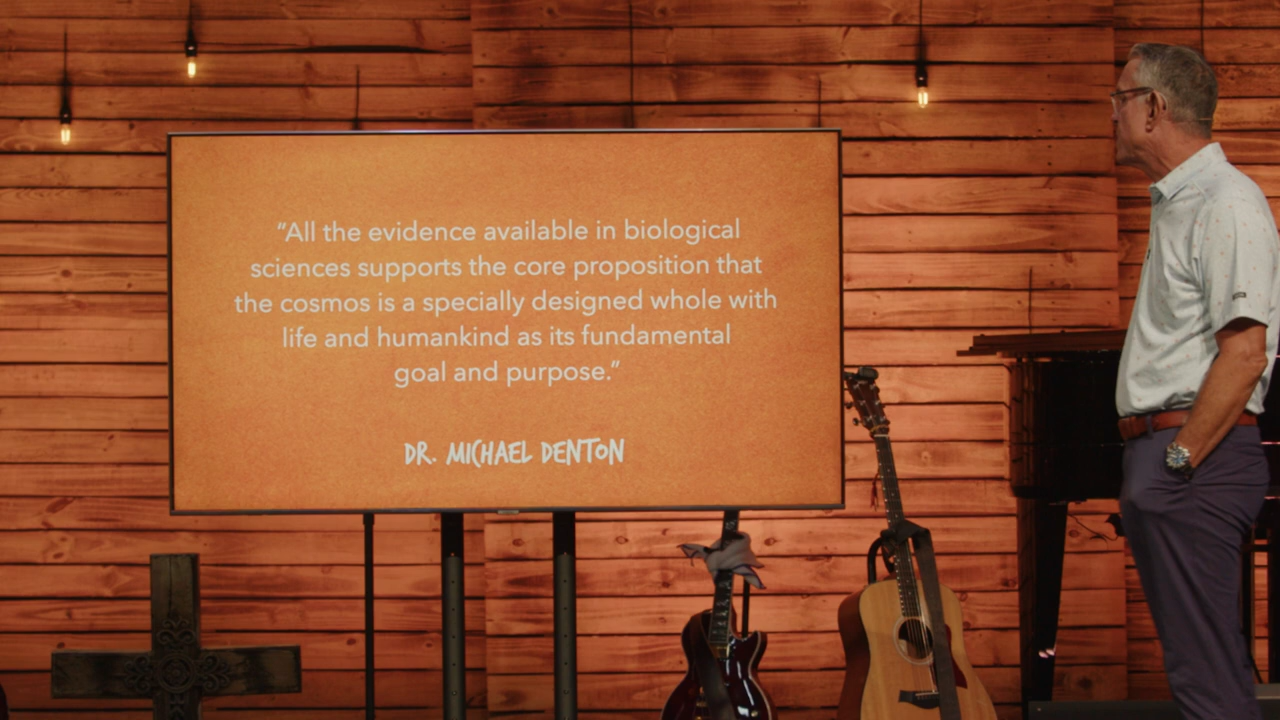 "All the evidence available in biological
sciences supports the core proposition that
the cosmos is a specially designed whole with
life and humankind as its fundamental
goal and purpose."
DR. MICHAEL DENTON